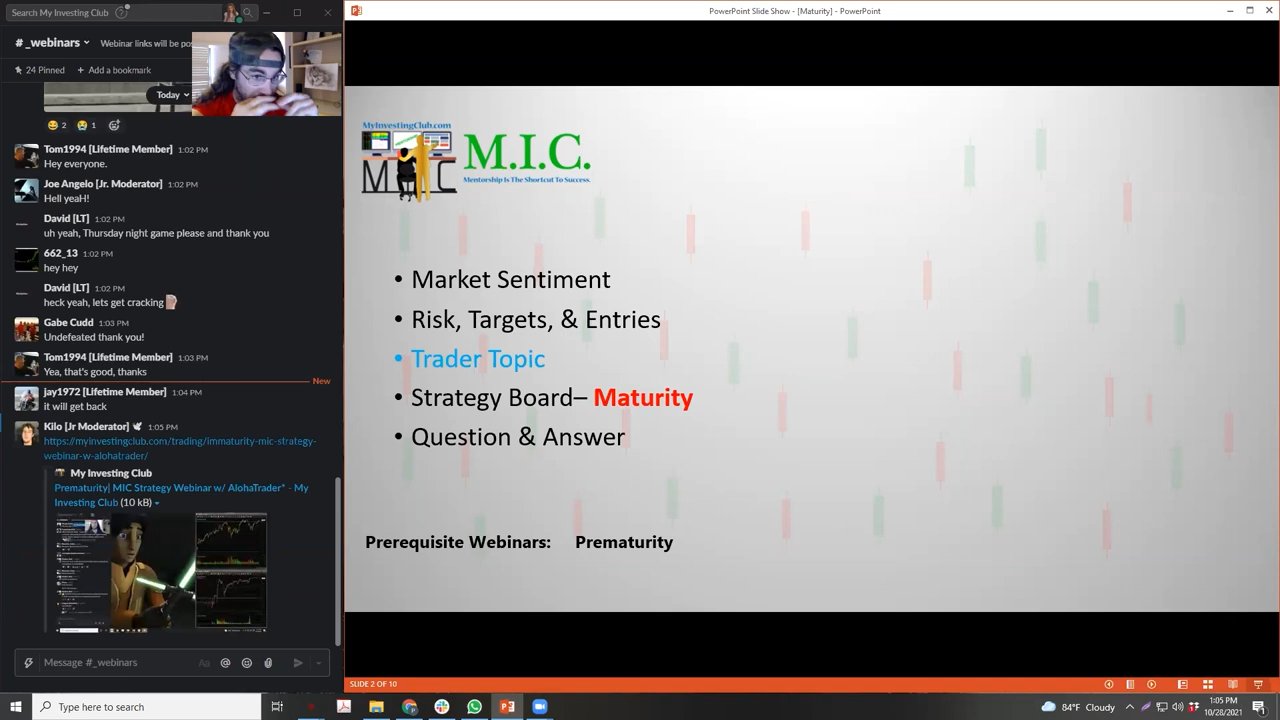 Search My Investing Club
PowerPoint Slide Show - [Maturity] - PowerPoint
# _webinars
Webinar links will be pos
24 Pinned + Add a bookmark
Today
2 1
Tom1994 [Lifetime Member] 1:02 PM
Hey everyone.
Joe Angelo [Jr. Moderator] 1:02 PM
Hell yeaH!
David [LT] 1:02 PM
uh yeah, Thursday night game please and thank you
662_13 1:02 PM
hey hey
David [LT] 1:02 PM
heck yeah, lets get cracking
Gabe Cudd 1:03 PM
Undefeated thank you!
Tom1994 [Lifetime Member] 1:03 PM
Yea, that's good, thanks
New
jay1972 [Lifetime Member] 1:04 PM
it will get back
Kilo [Jr Moderator] 1:05 PM
https://myinvestingclub.com/trading/immaturity-mic-strategy-
webinar-w-alohatrader/
My Investing Club
Prematurity| MIC Strategy Webinar w/ AlohaTrader* - My
Investing Club (10 kB)
Message #_webinars
MyInvestingClub.com
MIC
M.I.C.
Mentorship Is The Shortcut To Success.
• Market Sentiment
• Risk, Targets, & Entries
• Trader Topic
• Strategy Board– Maturity
• Question & Answer
Prerequisite Webinars: Prematurity
SLIDE 2 OF 10
Type here to search
84°F Cloudy
1:05 PM
10/28/2021